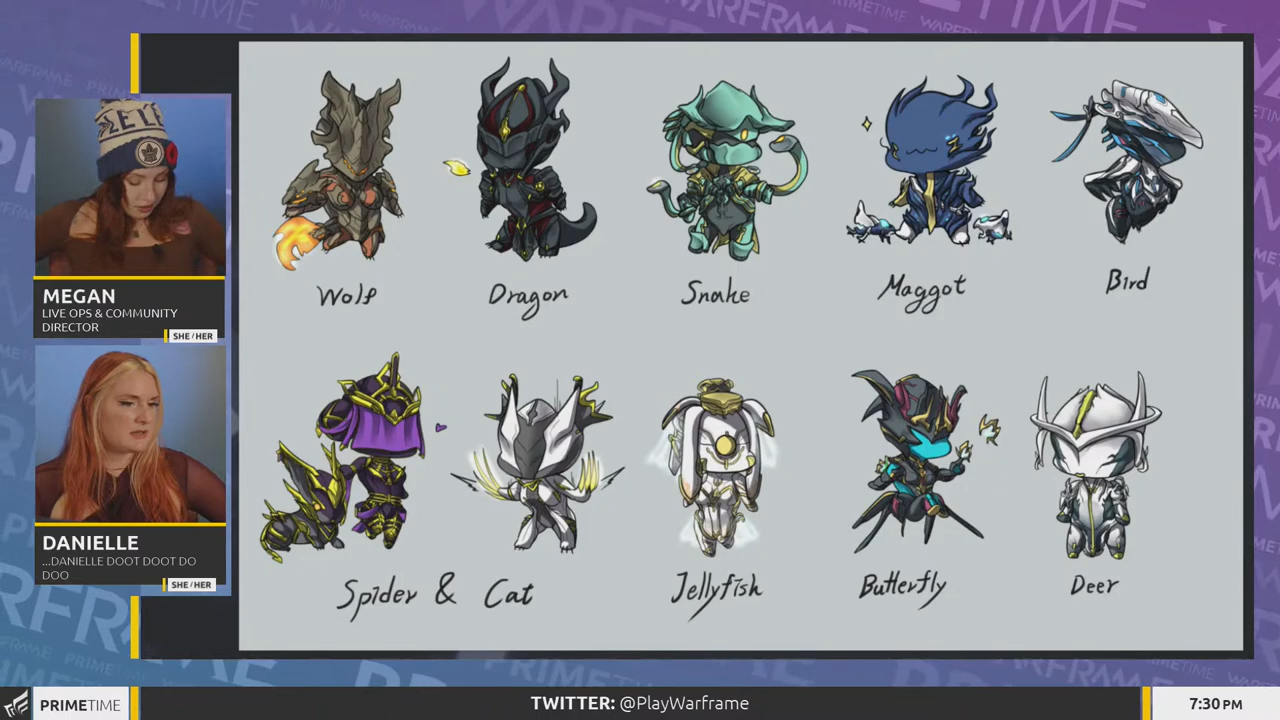 MEGAN
LIVE OPS & COMMUNITY
DIRECTOR
SHE/HER
DANIELLE
...DANIELLE DOOT DOOT DO
DOO
SHE/HER
Wolf
Dragon
Snake
Maggot
Bird
Spider & Cat
Jellyfish
Butterfly
Deer
PRIMETIME
TWITTER: @PlayWarframe
7:30 PM